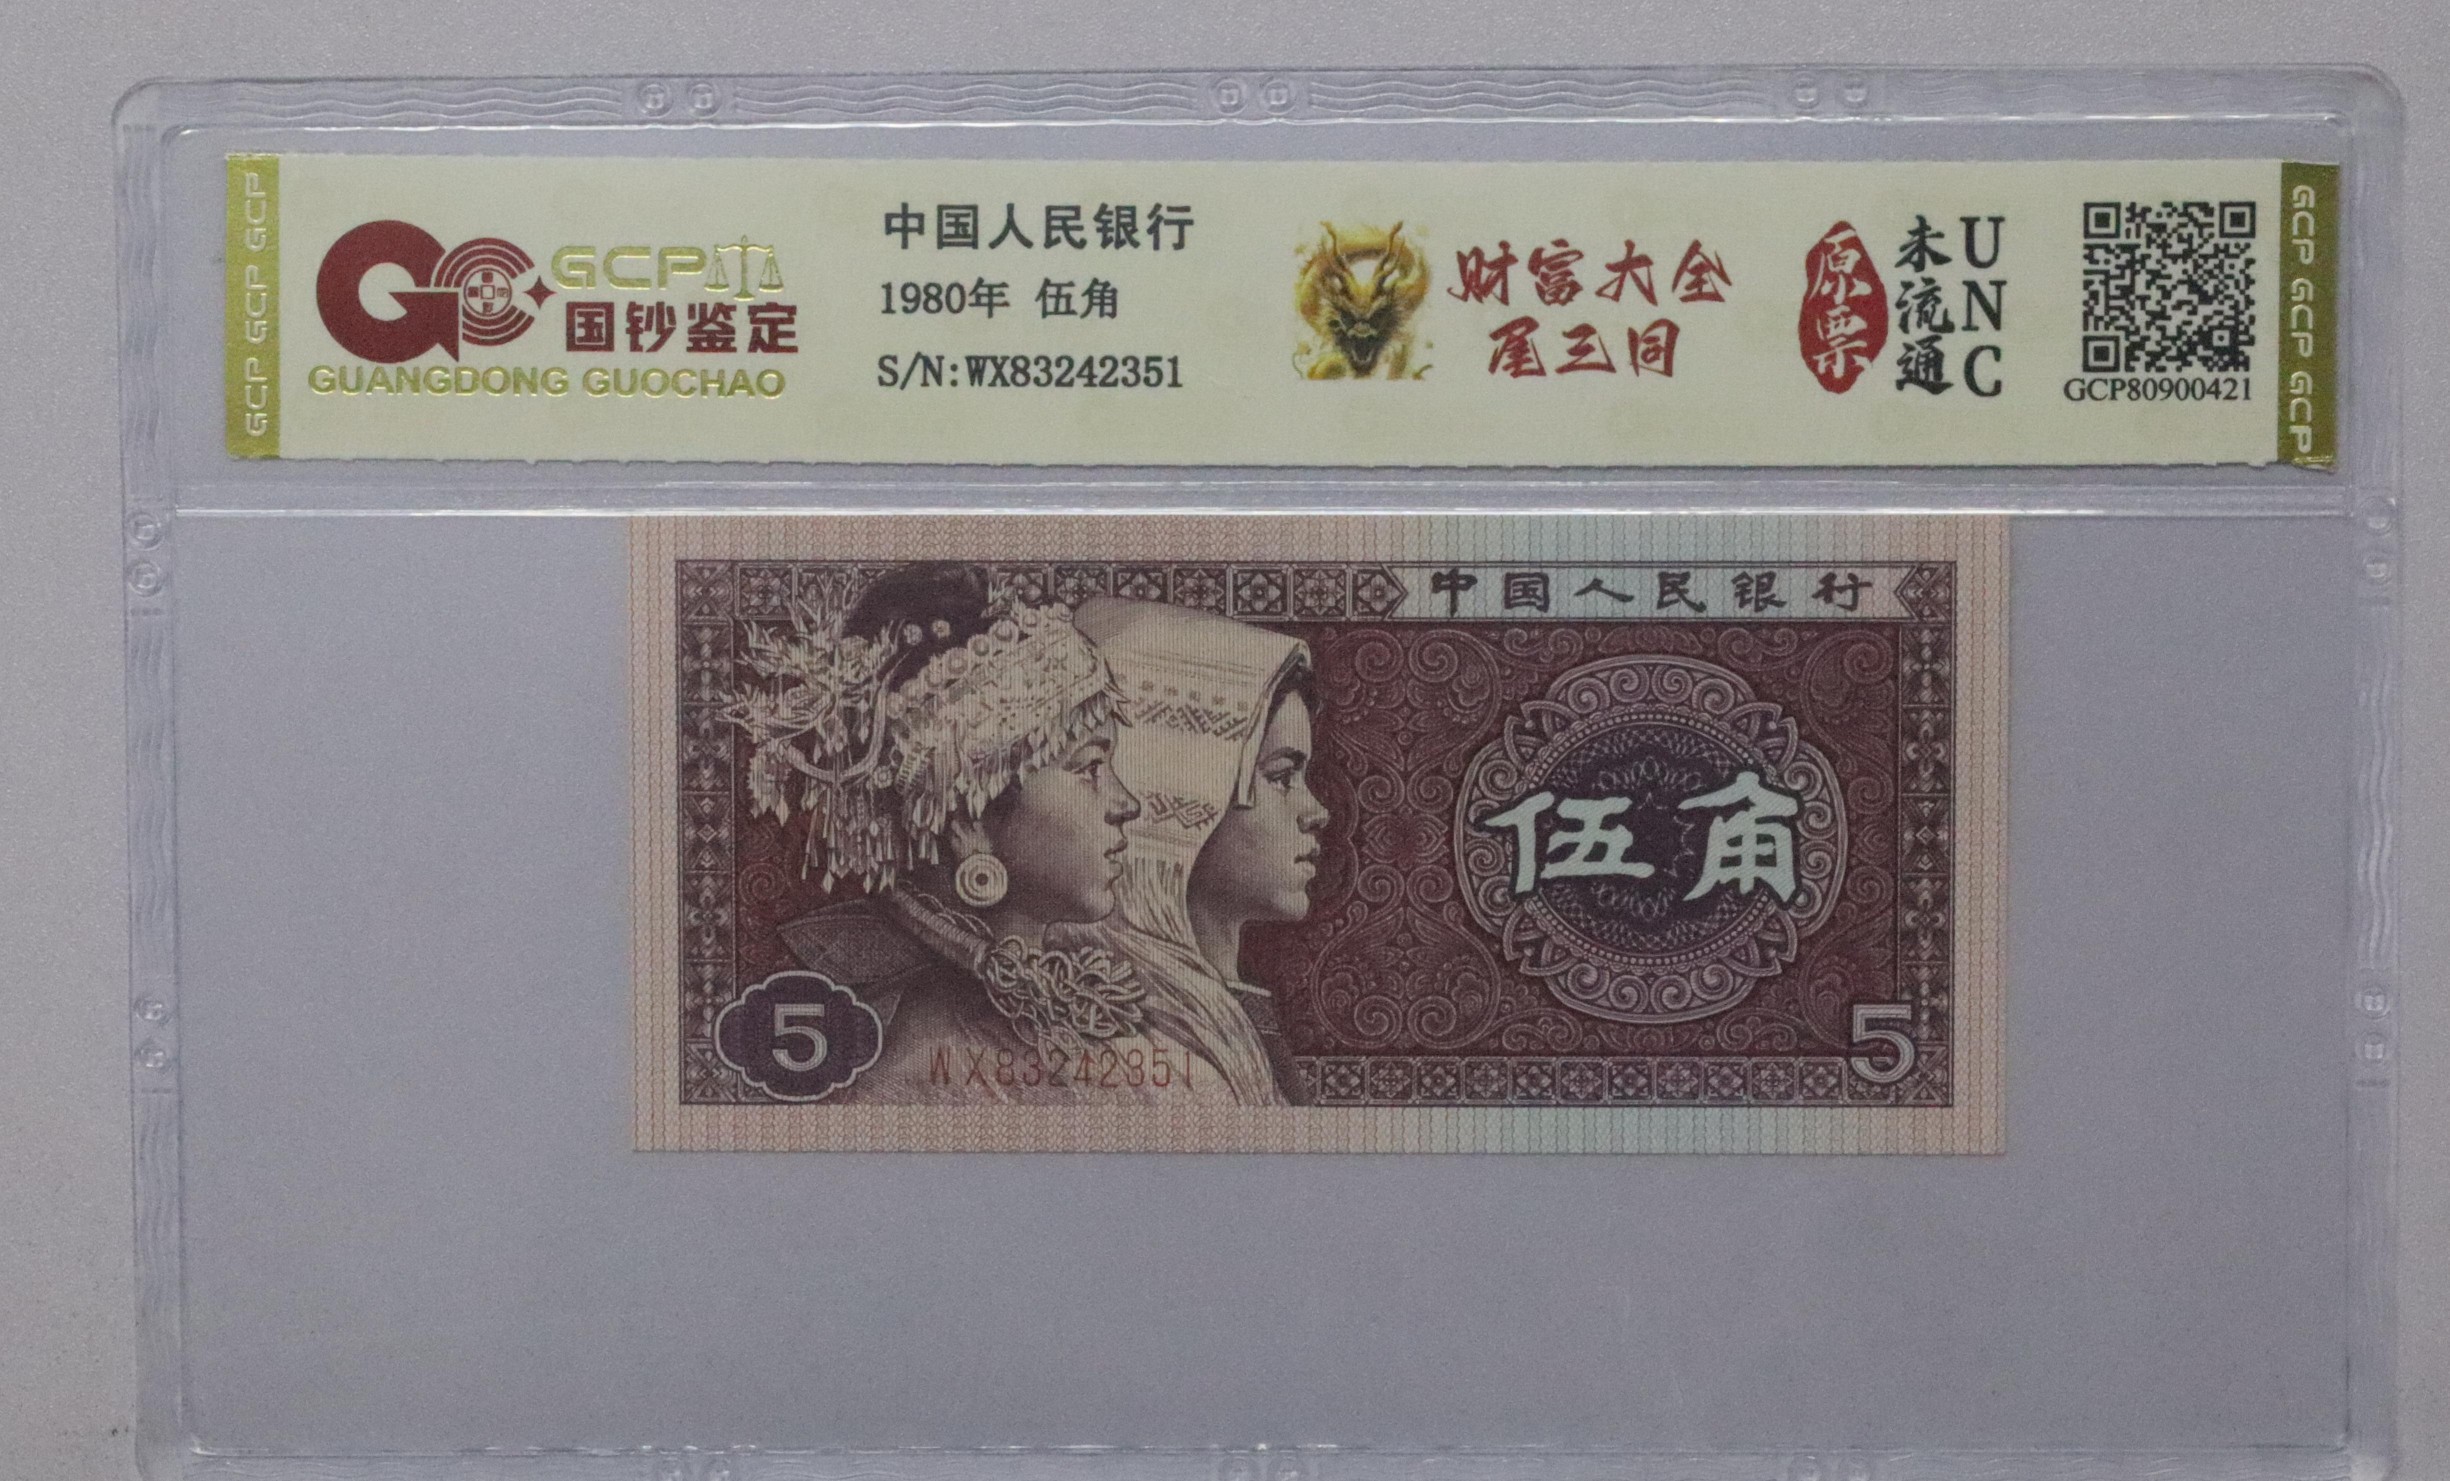 GCP GCP GCP
GCP
国钞鉴定
GUANGDONG GUOCHAO
中国人民银行
1980年 伍角
S/N:WX83242351
财富大全
尾三同
原票
未流通
UNC
GCP80900421
GCP GCP GCP
中国人民银行
伍角
5
WX83242351
5